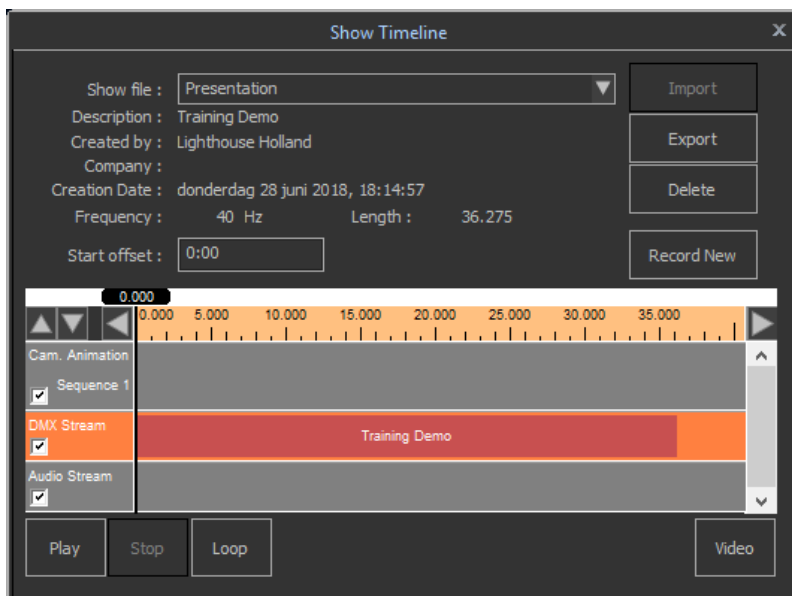 Show Timeline x
Show file : Presentation Import
Description : Training Demo
Created by : Lighthouse Holland Export
Company :
Creation Date : donderdag 28 juni 2018, 18:14:57 Delete
Frequency : 40 Hz Length : 36.275
Start offset : 0:00 Record New
0.000
0.000 5.000 10.000 15.000 20.000 25.000 30.000 35.000
Cam. Animation
Sequence 1
DMX Stream
Training Demo
Audio Stream
Play Stop Loop Video